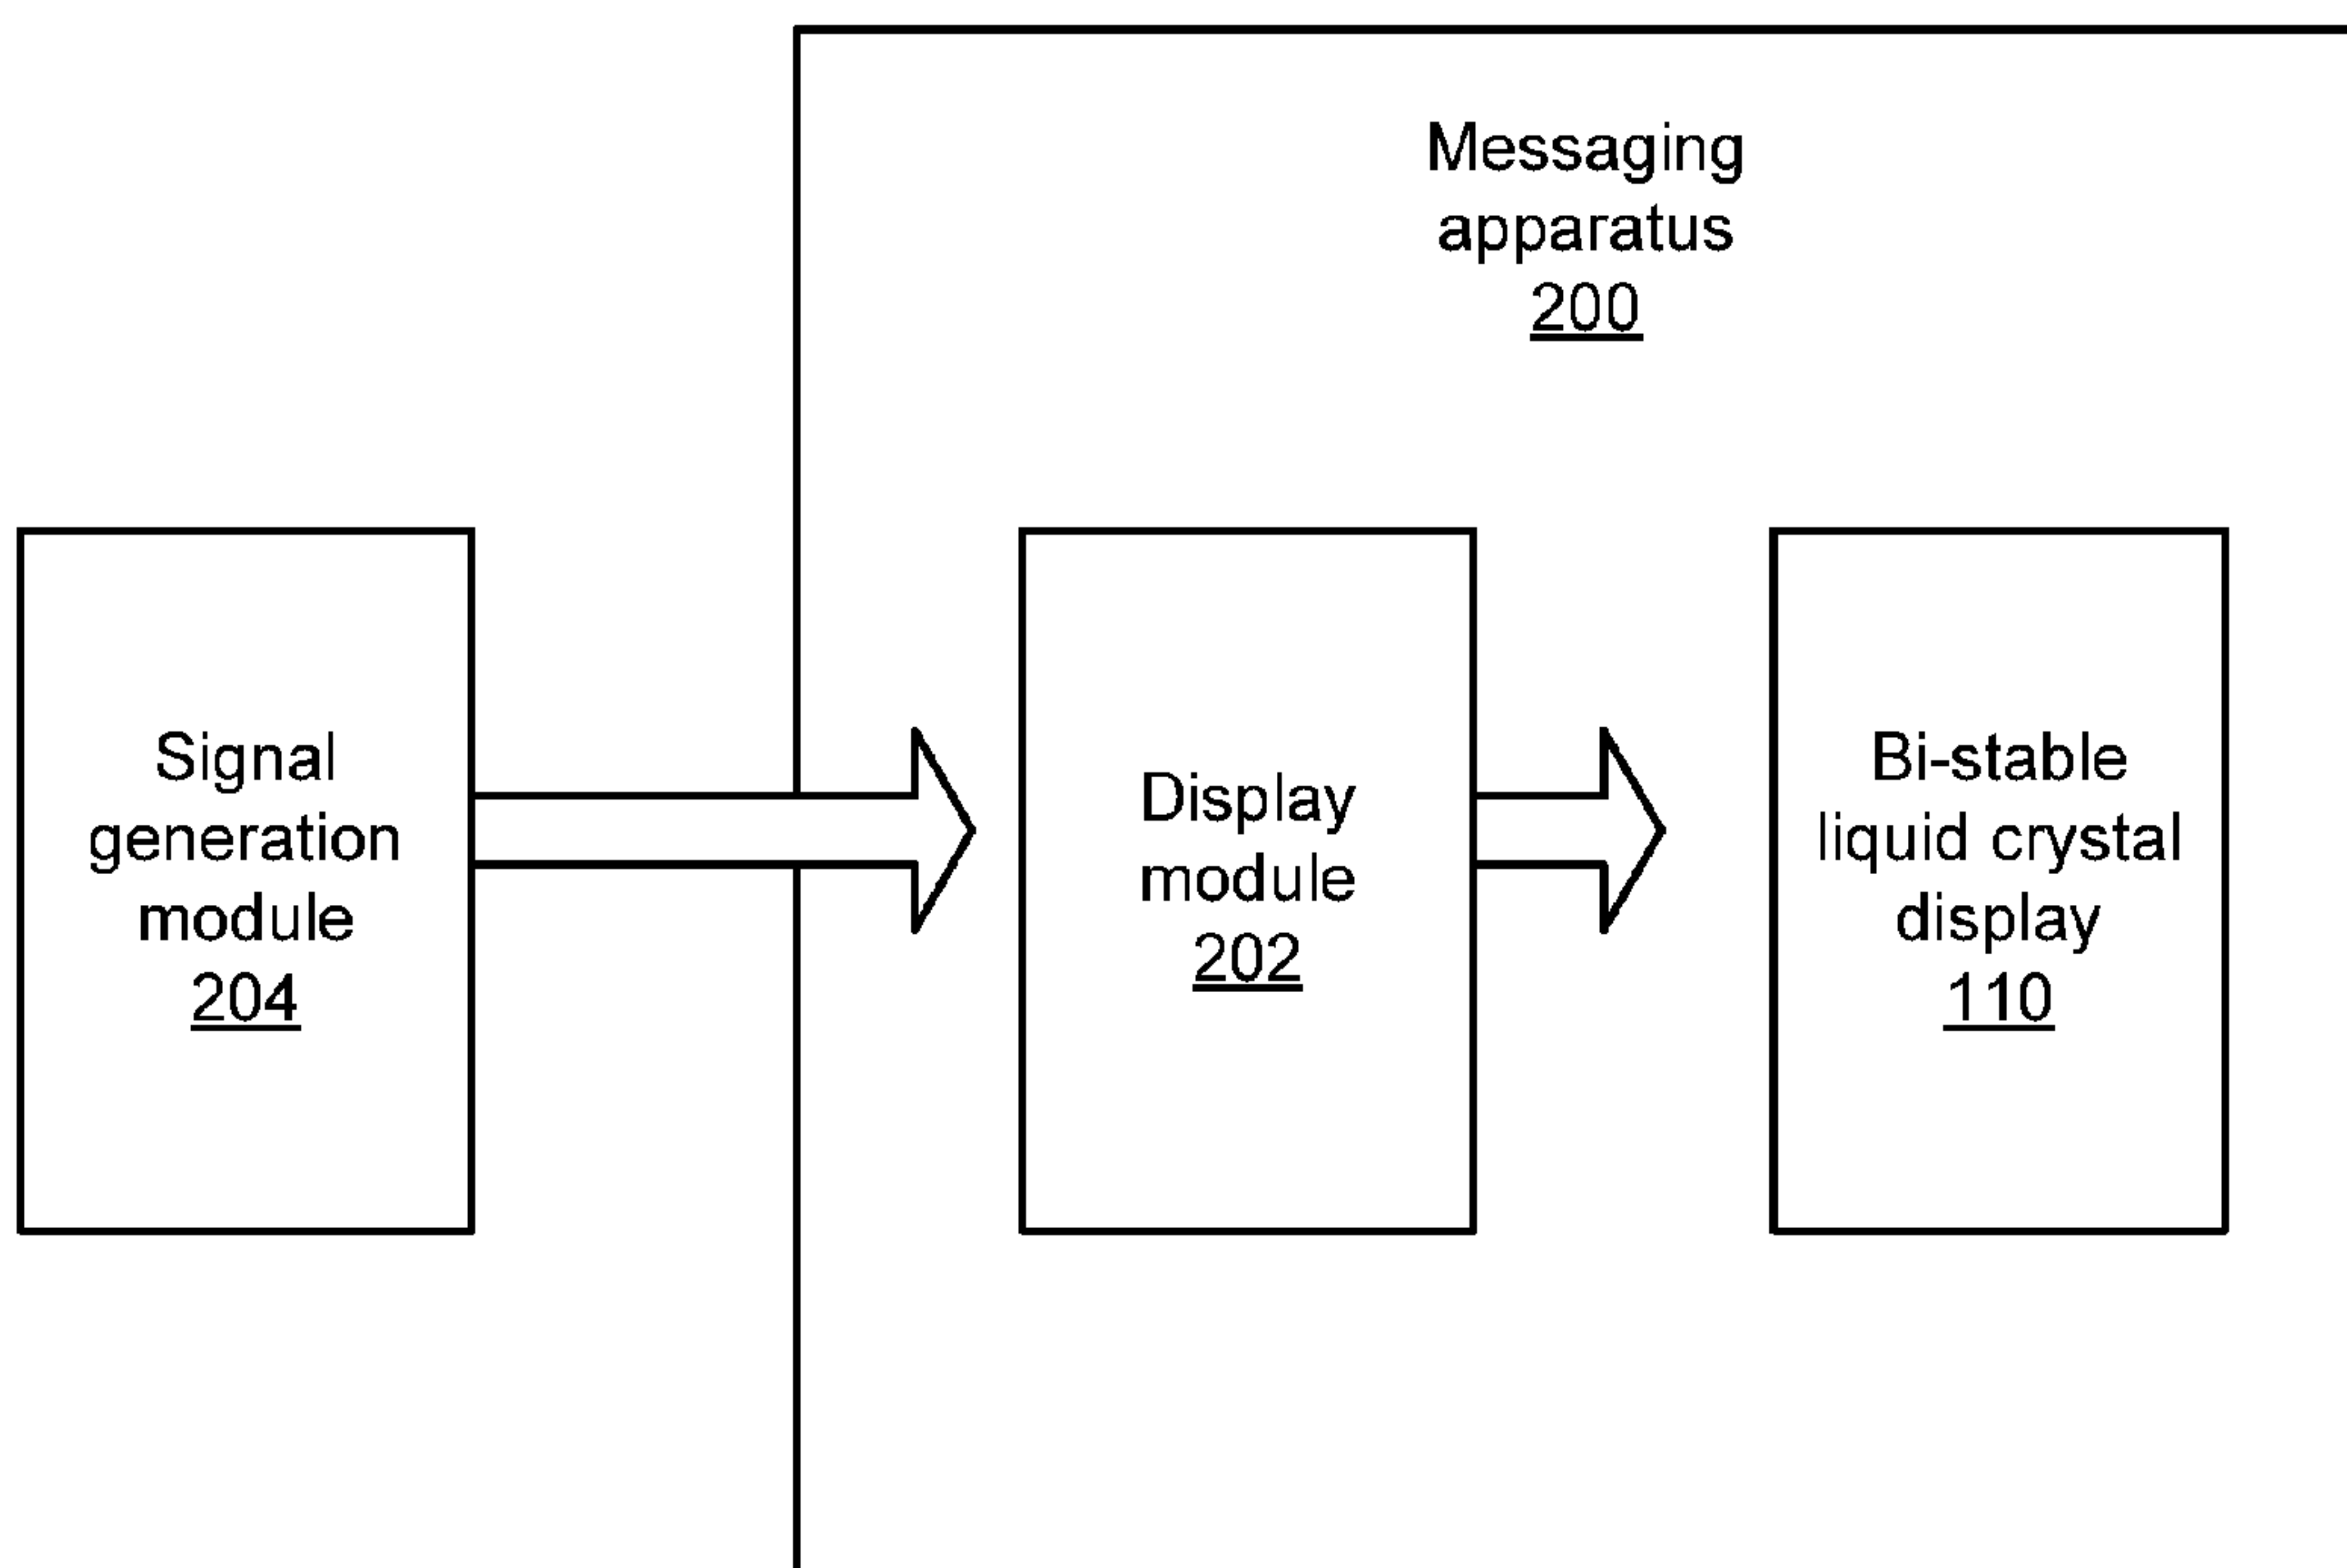 Messaging
apparatus
200
Signal
generation
module
204
Display
module
202
Bi-stable
liquid crystal
display
110